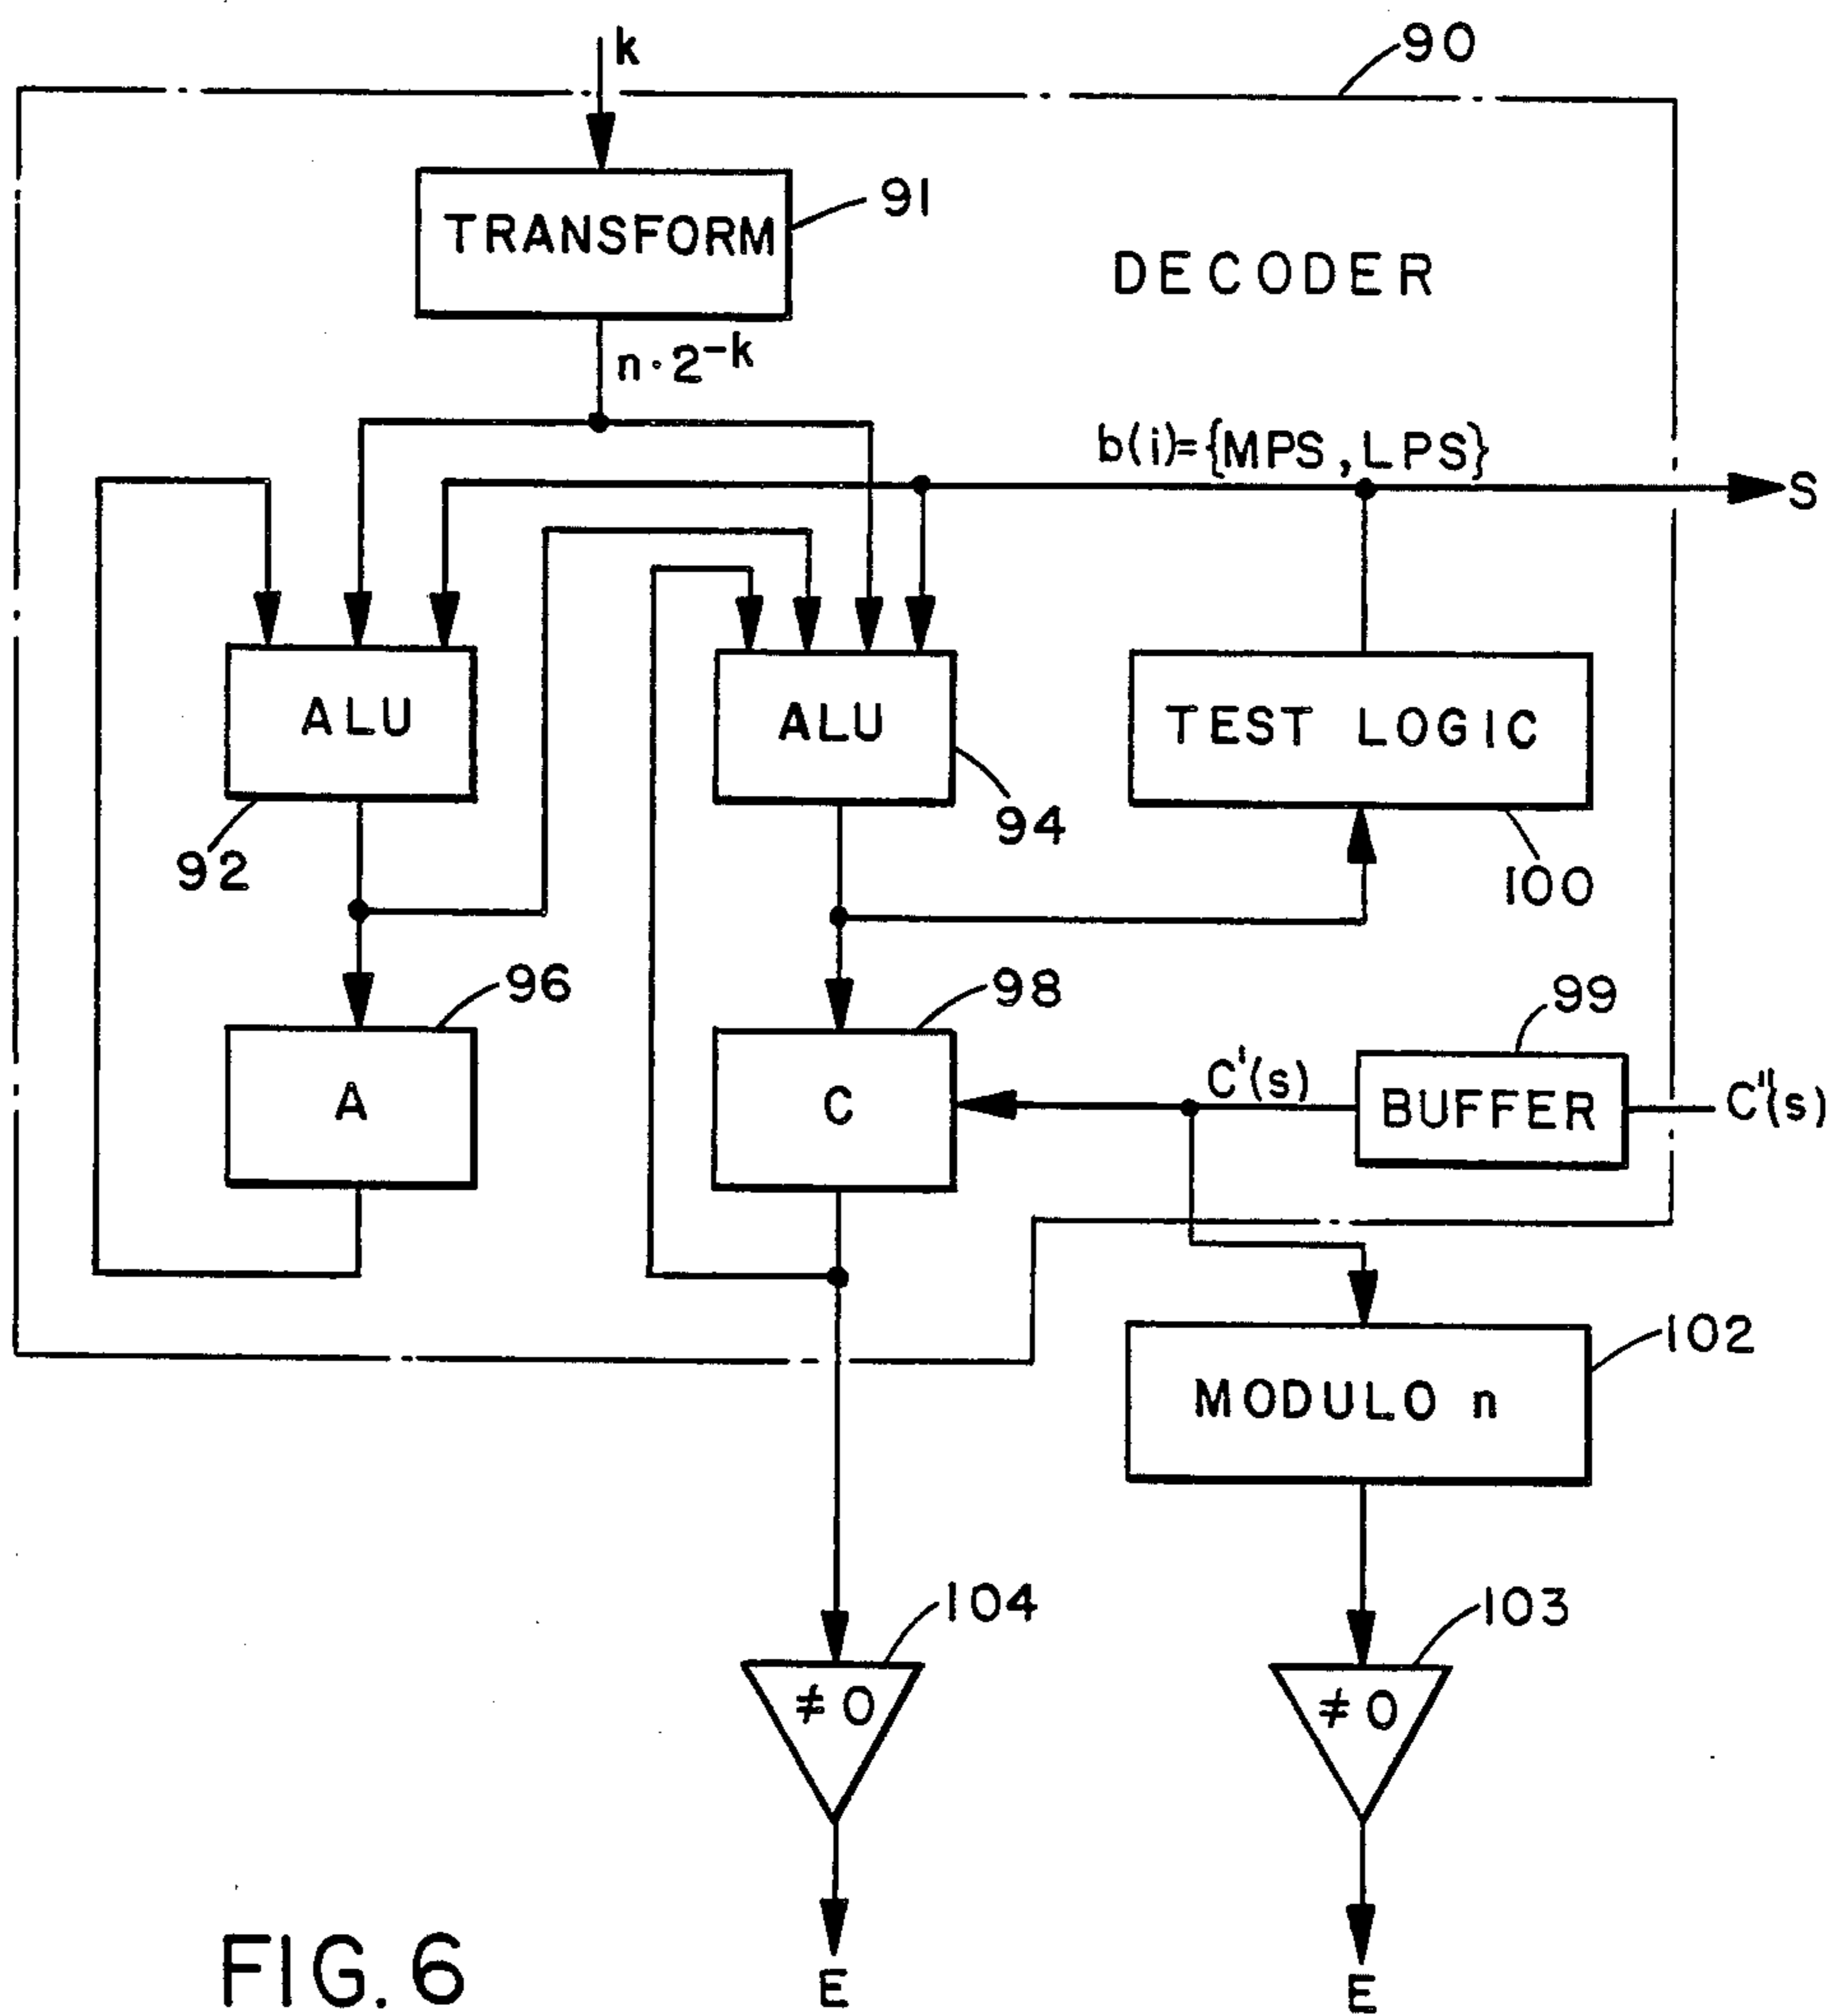 k
90
TRANSFORM
91
DECODER
n·2⁻ᵏ
b(i)={MPS,LPS}
S
ALU
ALU
TEST LOGIC
92
94
100
96
98
99
A
C
C'(s)
BUFFER
C''(s)
102
MODULO n
104
103
≠0
≠0
E
E
FIG. 6